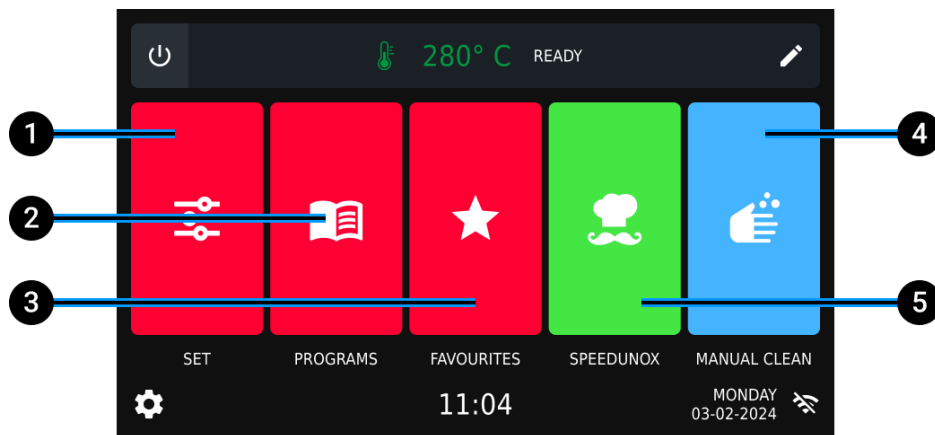 280° C READY
1
4
2
3
5
SET PROGRAMS FAVOURITES SPEEDUNOX MANUAL CLEAN
11:04
MONDAY
03-02-2024